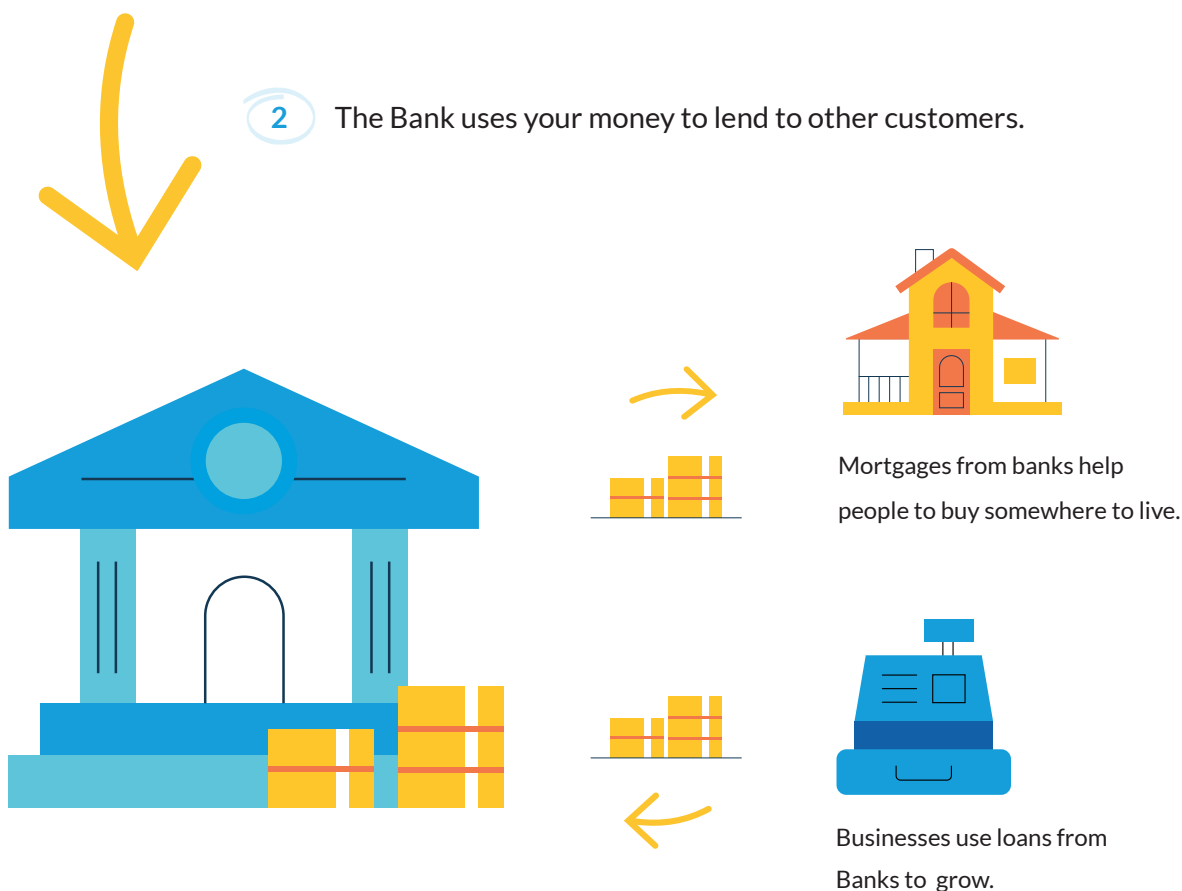 2 The Bank uses your money to lend to other customers.
Mortgages from banks help
people to buy somewhere to live.
Businesses use loans from
Banks to grow.